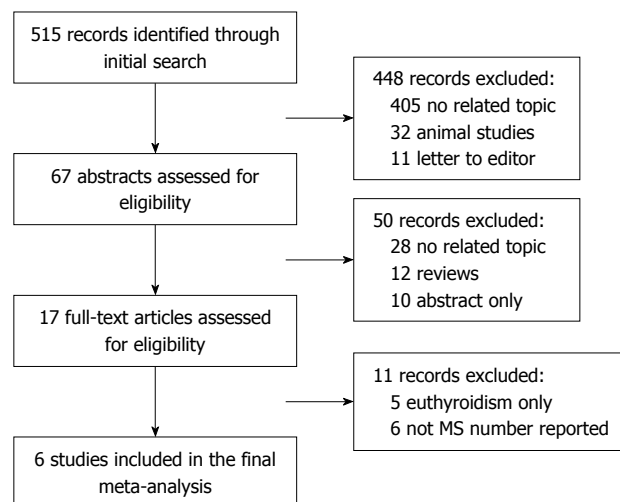 515 records identified through
initial search
448 records excluded:
405 no related topic
32 animal studies
11 letter to editor
67 abstracts assessed for
eligibility
50 records excluded:
28 no related topic
12 reviews
10 abstract only
17 full-text articles assessed
for eligibility
11 records excluded:
5 euthyroidism only
6 not MS number reported
6 studies included in the final
meta-analysis